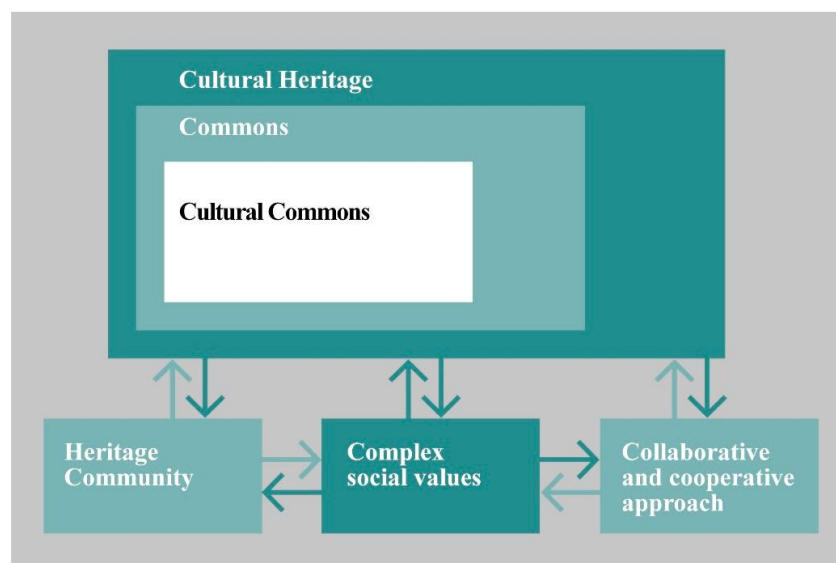 Cultural Heritage
Commons
Cultural Commons
Heritage
Community
Complex
social values
Collaborative
and cooperative
approach